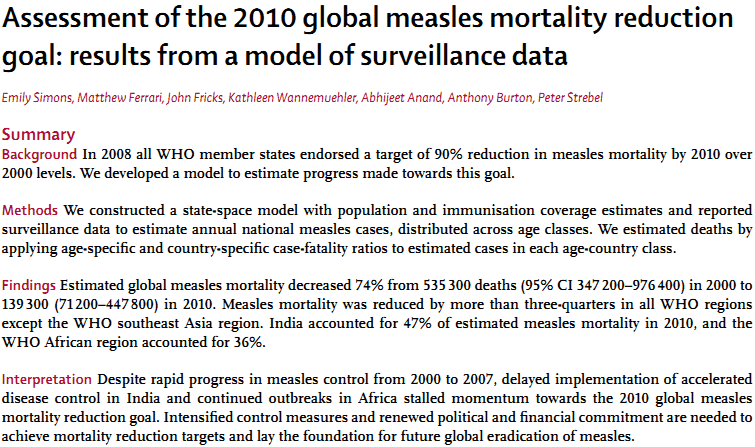 Assessment of the 2010 global measles mortality reduction
goal: results from a model of surveillance data
Emily Simons, Matthew Ferrari, John Fricks, Kathleen Wannemuehler, Abhijeet Anand, Anthony Burton, Peter Strebel
Summary
Background In 2008 all WHO member states endorsed a target of 90% reduction in measles mortality by 2010 over
2000 levels. We developed a model to estimate progress made towards this goal.
Methods We constructed a state-space model with population and immunisation coverage estimates and reported
surveillance data to estimate annual national measles cases, distributed across age classes. We estimated deaths by
applying age-specific and country-specific case-fatality ratios to estimated cases in each age-country class.
Findings Estimated global measles mortality decreased 74% from 535 300 deaths (95% CI 347 200–976 400) in 2000 to
139 300 (71 200–447 800) in 2010. Measles mortality was reduced by more than three-quarters in all WHO regions
except the WHO southeast Asia region. India accounted for 47% of estimated measles mortality in 2010, and the
WHO African region accounted for 36%.
Interpretation Despite rapid progress in measles control from 2000 to 2007, delayed implementation of accelerated
disease control in India and continued outbreaks in Africa stalled momentum towards the 2010 global measles
mortality reduction goal. Intensified control measures and renewed political and financial commitment are needed to
achieve mortality reduction targets and lay the foundation for future global eradication of measles.